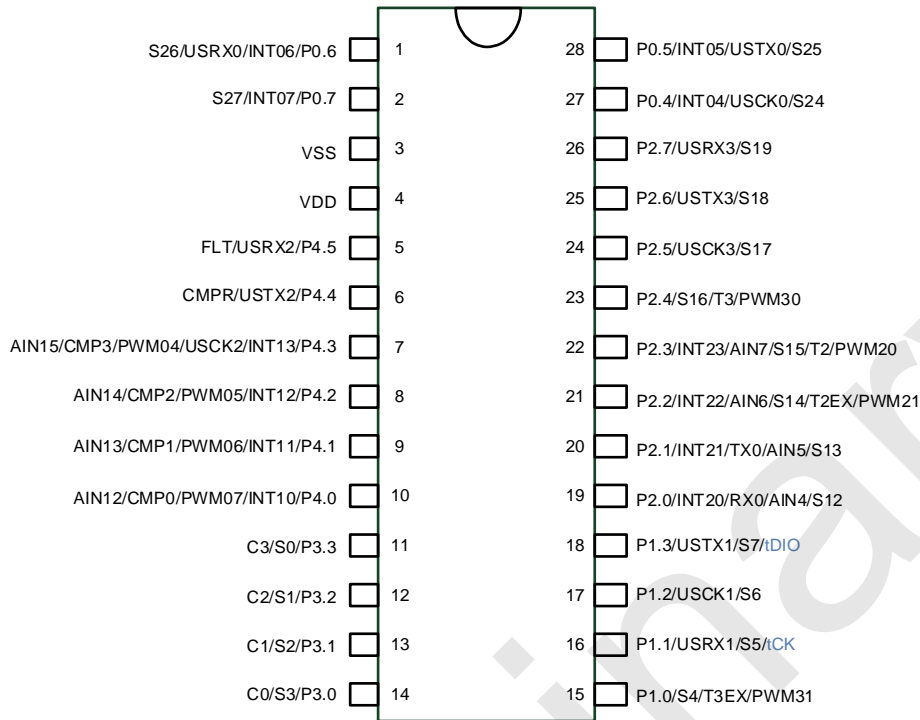 S26/USRX0/INT06/P0.6 1 28 P0.5/INT05/USTX0/S25
S27/INT07/P0.7 2 27 P0.4/INT04/USCK0/S24
VSS 3 26 P2.7/USRX3/S19
VDD 4 25 P2.6/USTX3/S18
FLT/USRX2/P4.5 5 24 P2.5/USCK3/S17
CMPR/USTX2/P4.4 6 23 P2.4/S16/T3/PWM30
AIN15/CMP3/PWM04/USCK2/INT13/P4.3 7 22 P2.3/INT23/AIN7/S15/T2/PWM20
AIN14/CMP2/PWM05/INT12/P4.2 8 21 P2.2/INT22/AIN6/S14/T2EX/PWM21
AIN13/CMP1/PWM06/INT11/P4.1 9 20 P2.1/INT21/TX0/AIN5/S13
AIN12/CMP0/PWM07/INT10/P4.0 10 19 P2.0/INT20/RX0/AIN4/S12
C3/S0/P3.3 11 18 P1.3/USTX1/S7/tDIO
C2/S1/P3.2 12 17 P1.2/USCK1/S6
C1/S2/P3.1 13 16 P1.1/USRX1/S5/tCK
C0/S3/P3.0 14 15 P1.0/S4/T3EX/PWM31